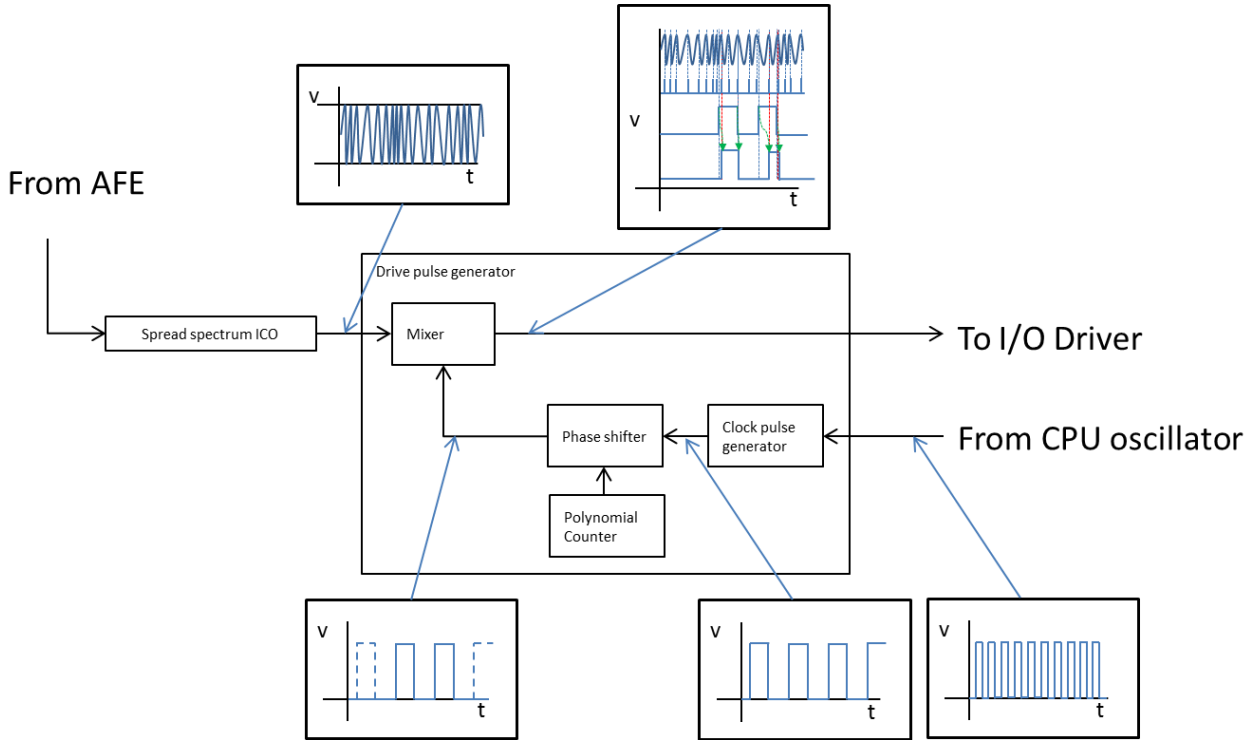 v
t
v
t
From AFE
Drive pulse generator
Spread spectrum ICO
Mixer
To I/O Driver
Phase shifter
Clock pulse
generator
From CPU oscillator
Polynomial
Counter
v
t
v
t
v
t